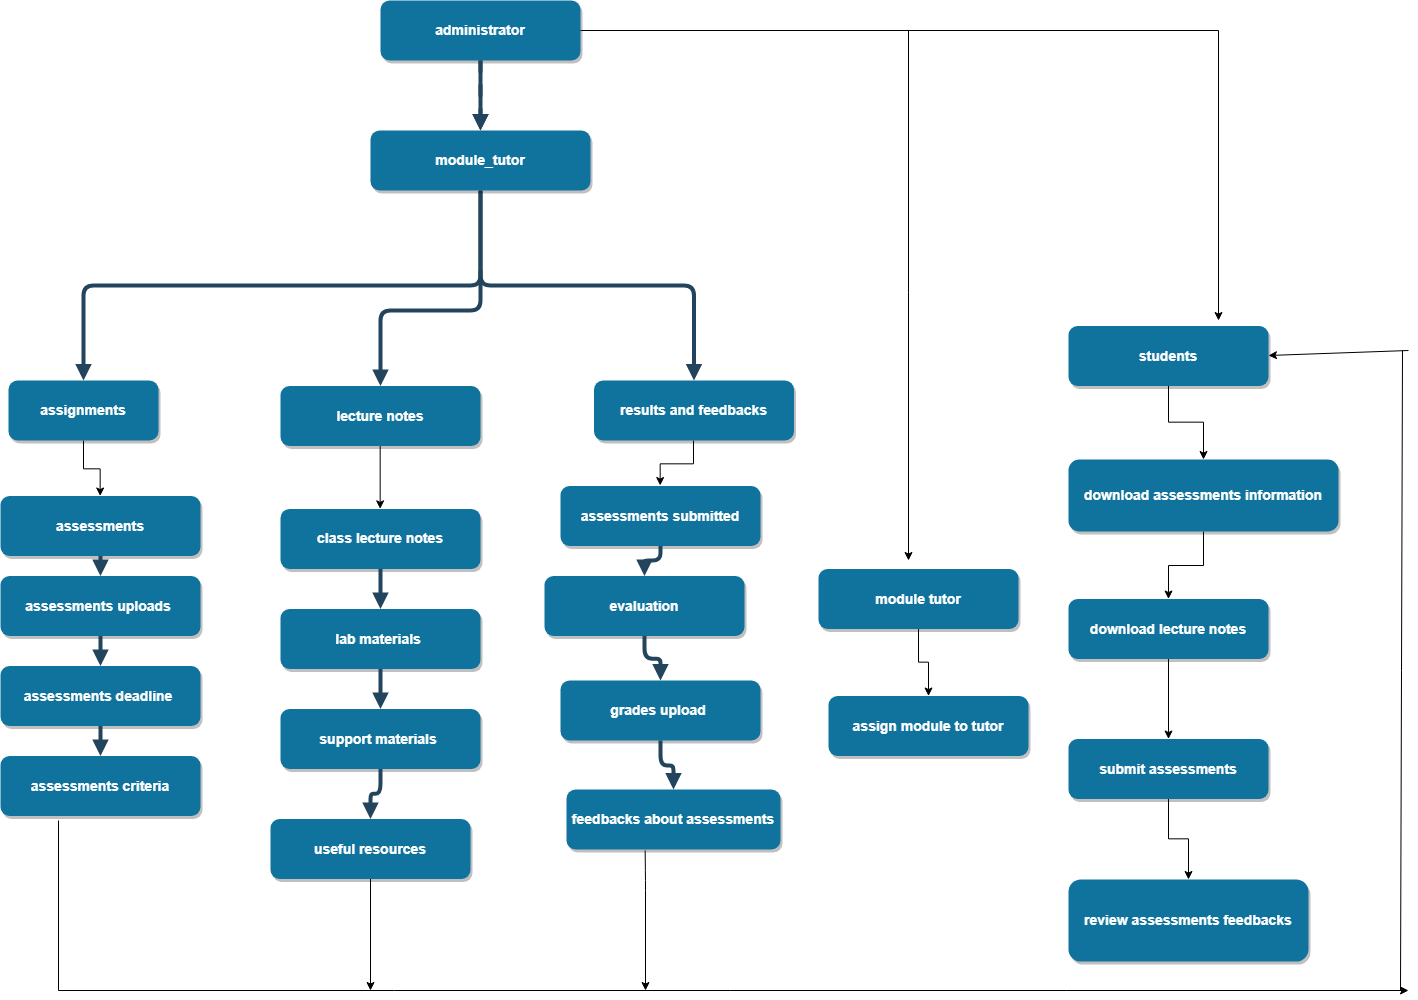 administrator
module_tutor
assignments
assessments
assessments uploads
assessments deadline
assessments criteria
lecture notes
class lecture notes
lab materials
support materials
useful resources
results and feedbacks
assessments submitted
evaluation
grades upload
feedbacks about assessments
module tutor
assign module to tutor
students
download assessments information
download lecture notes
submit assessments
review assessments feedbacks